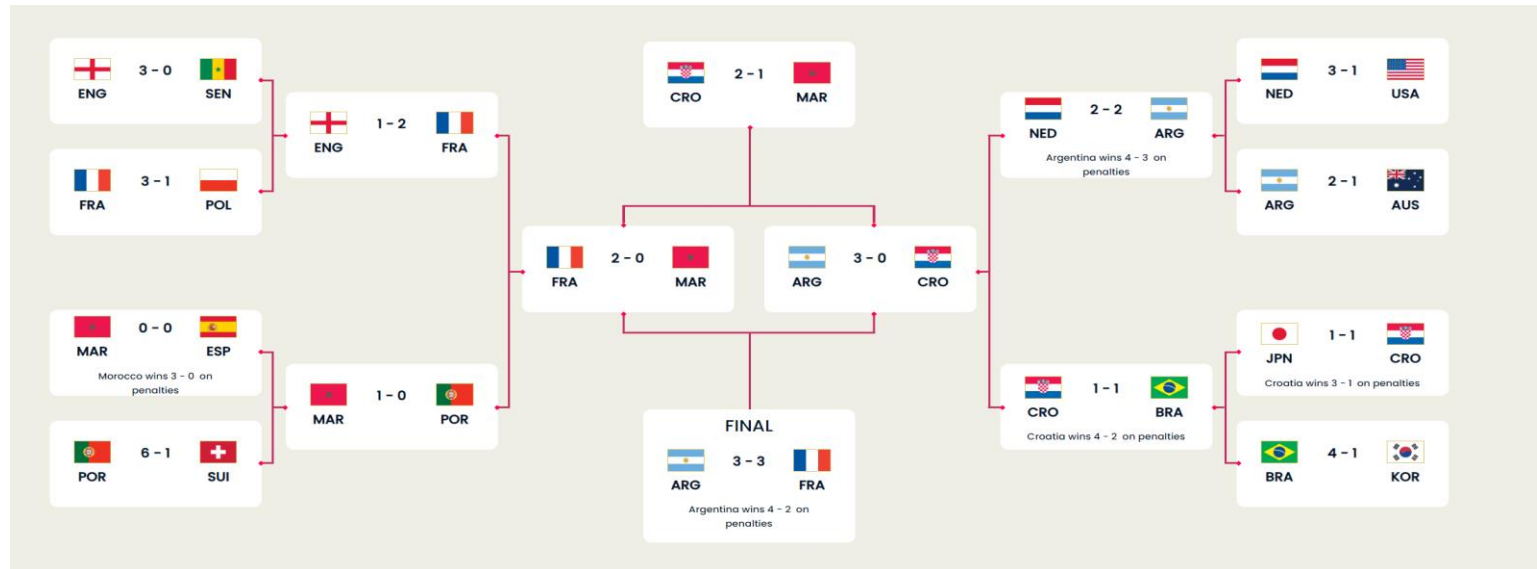 3 - 0
ENG SEN
3 - 1
FRA POL
1 - 2
ENG FRA
0 - 0
MAR ESP
Morocco wins 3 - 0 on
penalties
6 - 1
POR SUI
1 - 0
MAR POR
2 - 0
FRA MAR
2 - 1
CRO MAR
3 - 0
ARG CRO
FINAL
3 - 3
ARG FRA
Argentina wins 4 - 2 on
penalties
2 - 2
NED ARG
Argentina wins 4 - 3 on
penalties
3 - 1
NED USA
2 - 1
ARG AUS
1 - 1
CRO BRA
Croatia wins 4 - 2 on penalties
1 - 1
JPN CRO
Croatia wins 3 - 1 on penalties
4 - 1
BRA KOR